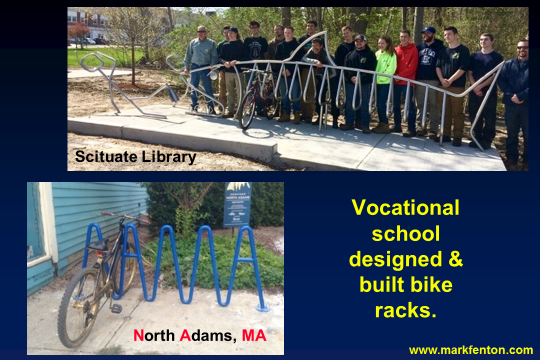 Scituate Library
Vocational
school
designed &
built bike
racks.
North Adams, MA
www.markfenton.com